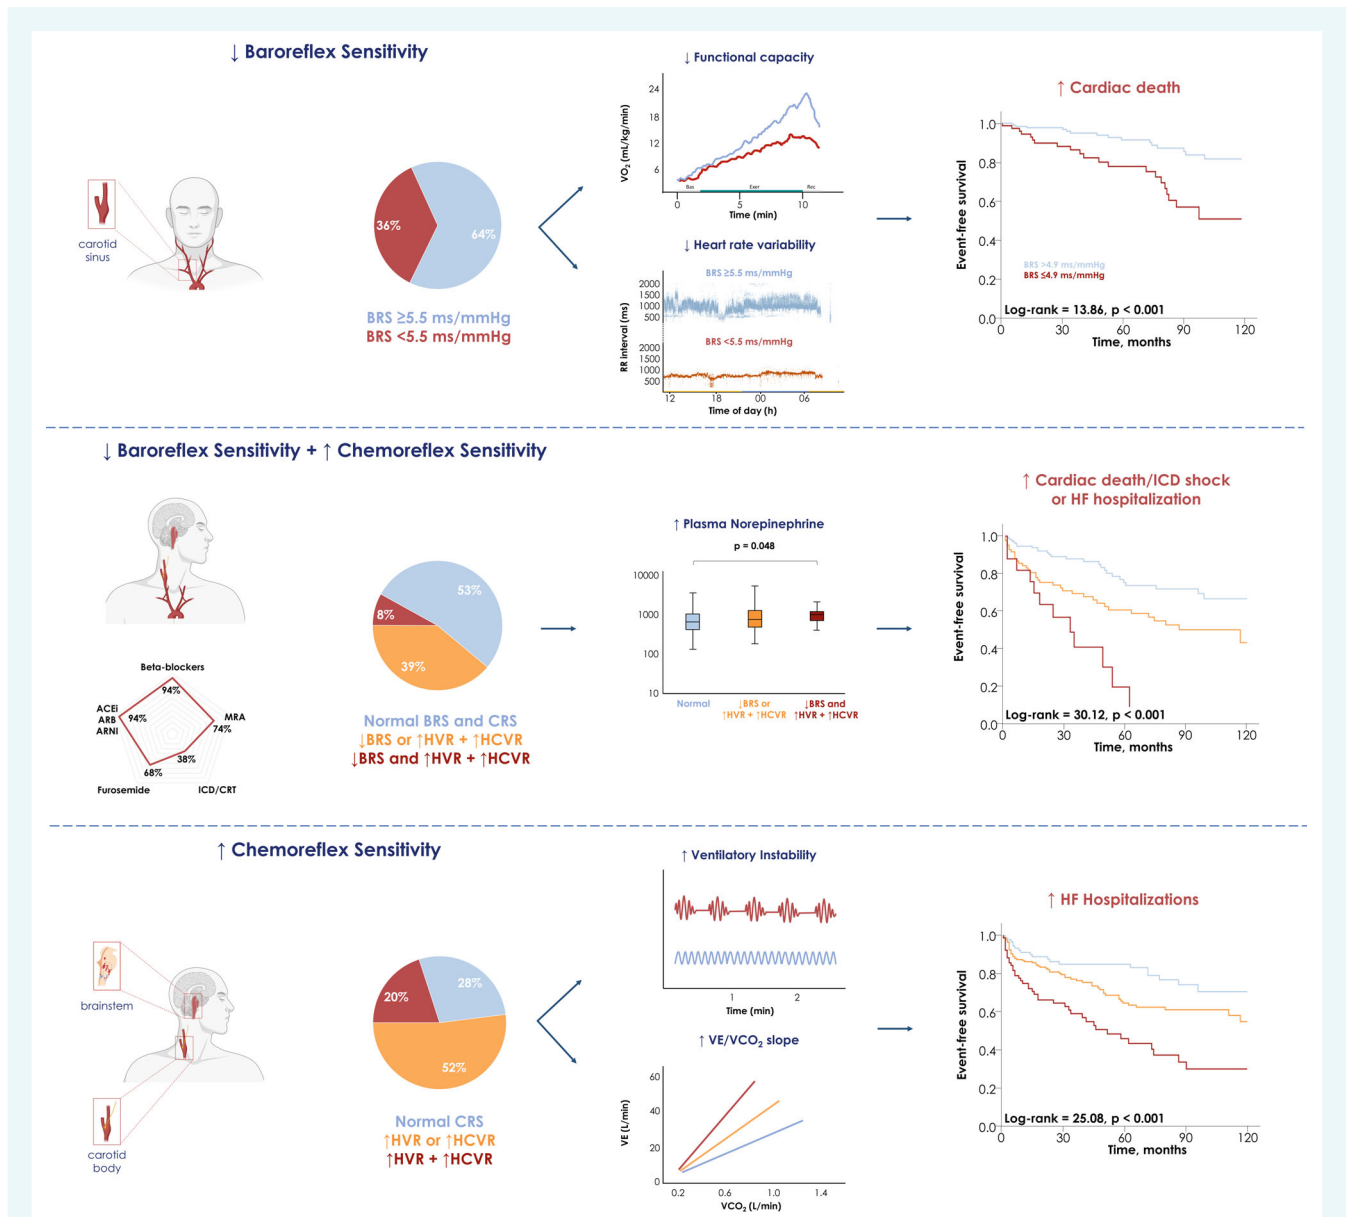 ↓ Baroreflex Sensitivity
carotid
sinus
36%
64%
BRS ≥5.5 ms/mmHg
BRS <5.5 ms/mmHg
↓ Functional capacity
VO₂ (mL/kg/min)
24
18
12
6
Bas
Exer
Rec
0
5
10
Time (min)
↓ Heart rate variability
BRS ≥5.5 ms/mmHg
RR interval (ms)
2000
1500
1000
500
BRS <5.5 ms/mmHg
2000
1500
1000
500
12
18
00
06
Time of day (h)
↑ Cardiac death
Event-free survival
1.0
0.8
0.6
0.4
0.2
0.0
BRS >4.9 ms/mmHg
BRS ≤4.9 ms/mmHg
Log-rank = 13.86, p < 0.001
0
30
60
90
120
Time, months
↓ Baroreflex Sensitivity + ↑ Chemoreflex Sensitivity
Beta-blockers
94%
ACEi
ARB
ARNI
94%
MRA
74%
38%
68%
Furosemide
ICD/CRT
53%
8%
39%
Normal BRS and CRS
↓BRS or ↑HVR + ↑HCVR
↓BRS and ↑HVR + ↑HCVR
↑ Plasma Norepinephrine
p = 0.048
10000
1000
100
10
Normal
↓BRS or
↑HVR + ↑HCVR
↓BRS and
↑HVR + ↑HCVR
↑ Cardiac death/ICD shock
or HF hospitalization
Event-free survival
1.0
0.8
0.6
0.4
0.2
0.0
Log-rank = 30.12, p < 0.001
0
30
60
90
120
Time, months
↑ Chemoreflex Sensitivity
brainstem
carotid
body
20%
28%
52%
Normal CRS
↑HVR or ↑HCVR
↑HVR + ↑HCVR
↑ Ventilatory Instability
1
2
Time (min)
↑ VE/VCO₂ slope
VE (L/min)
60
40
20
0
0.2
0.6
1.0
1.4
VCO₂ (L/min)
↑ HF Hospitalizations
Event-free survival
1.0
0.8
0.6
0.4
0.2
0.0
Log-rank = 25.08, p < 0.001
0
30
60
90
120
Time, months